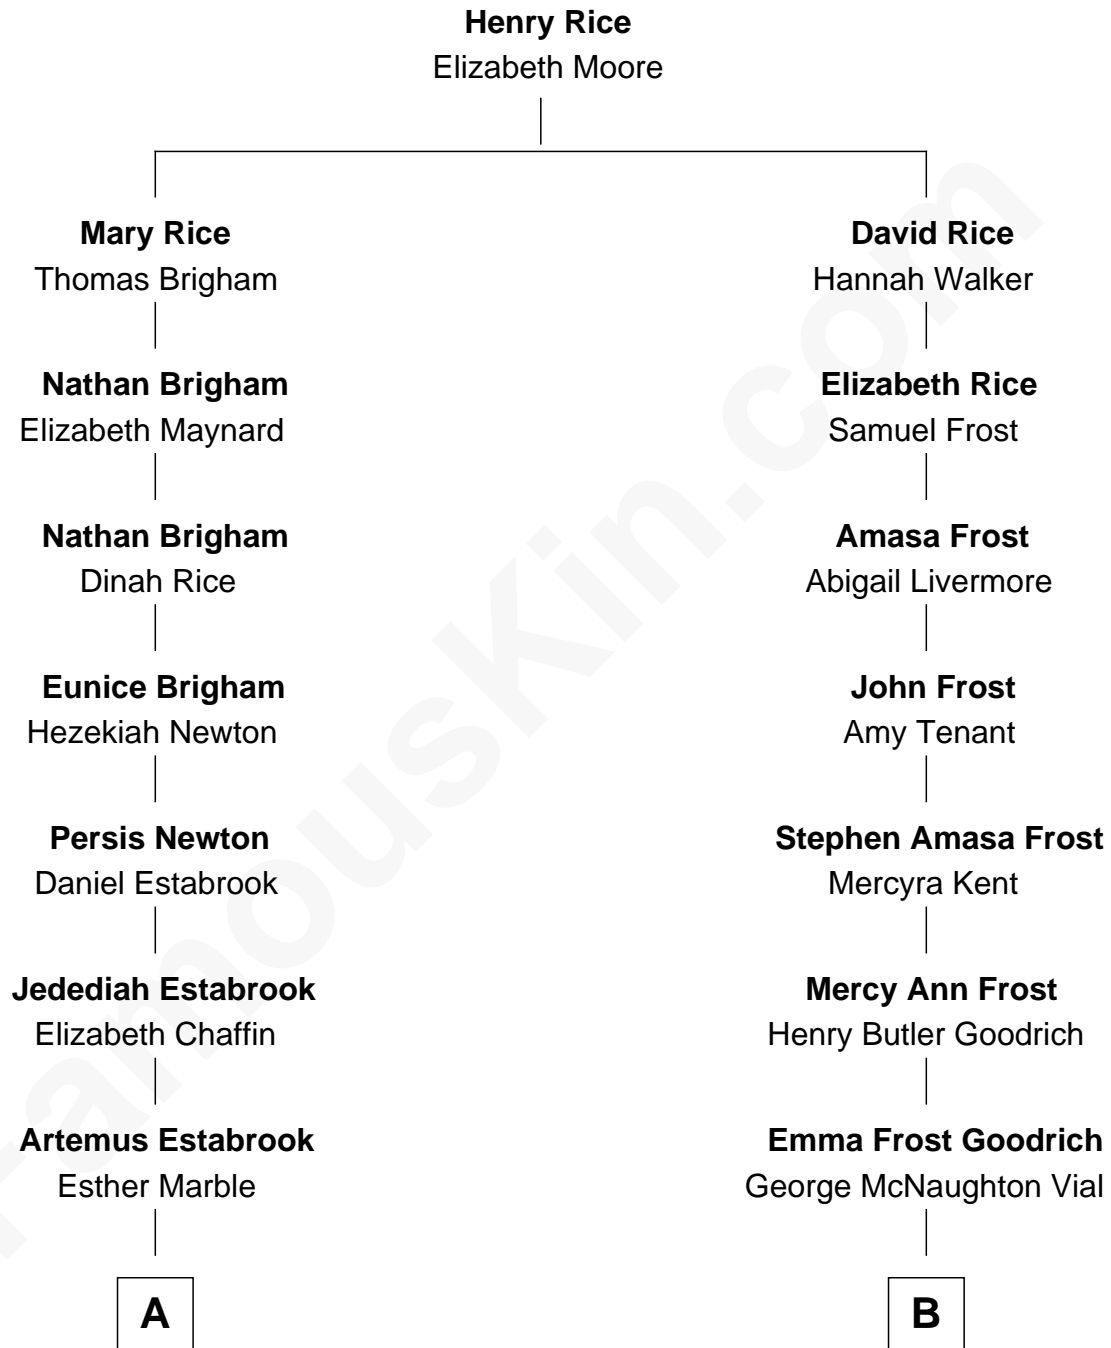 Henry Rice
Elizabeth Moore
Mary Rice
Thomas Brigham
David Rice
Hannah Walker
Nathan Brigham
Elizabeth Maynard
Elizabeth Rice
Samuel Frost
Nathan Brigham
Dinah Rice
Amasa Frost
Abigail Livermore
Eunice Brigham
Hezekiah Newton
John Frost
Amy Tenant
Persis Newton
Daniel Estabrook
Stephen Amasa Frost
Mercyra Kent
Jedediah Estabrook
Elizabeth Chaffin
Mercy Ann Frost
Henry Butler Goodrich
Artemus Estabrook
Esther Marble
Emma Frost Goodrich
George McNaughton Vial
A
B
FamousKin.com